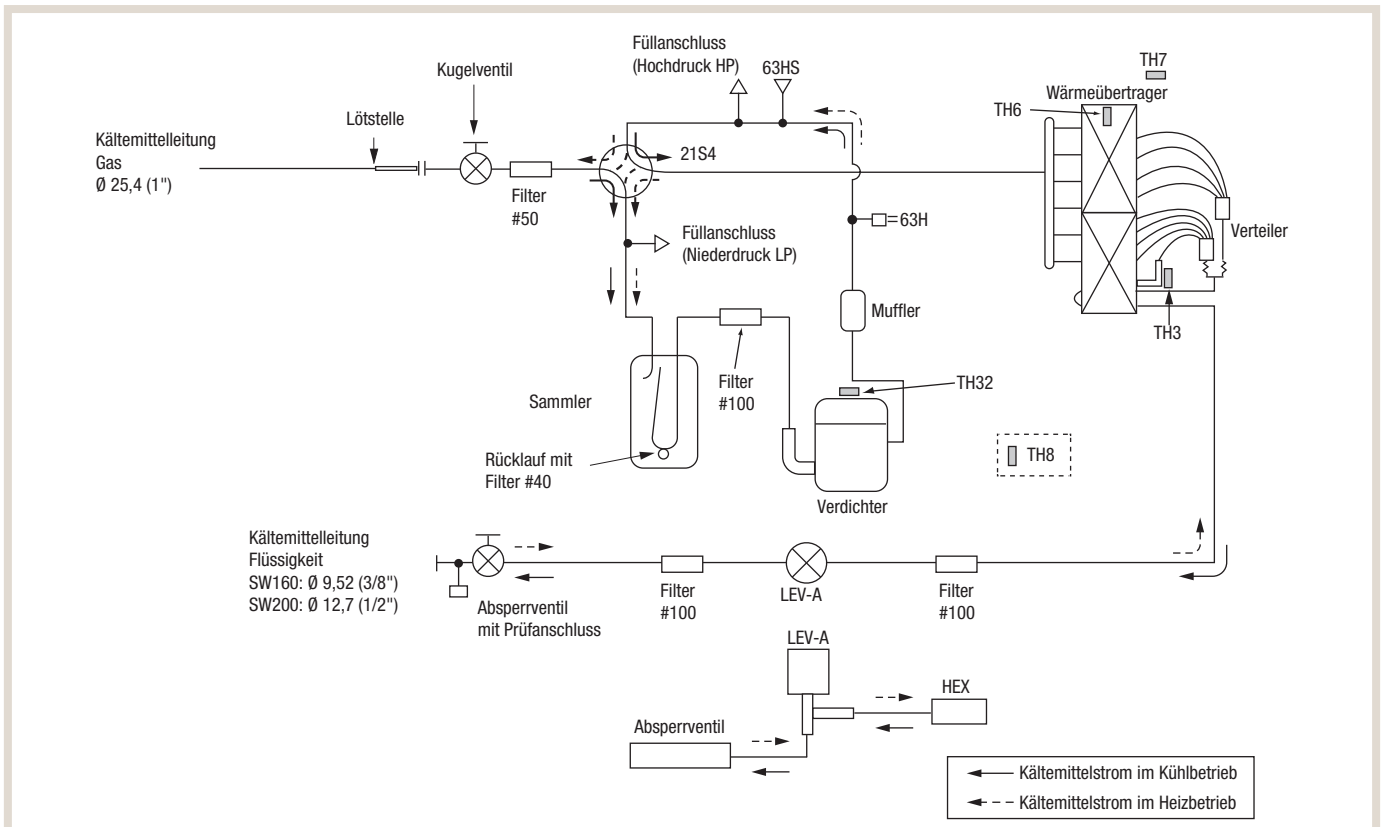 Füllanschluss
(Hochdruck HP)
63HS
TH7
Kugelventil
Wärmeübertrager
TH6
Lötstelle
Kältemittelleitung
Gas
Ø 25,4 (1")
21S4
Filter
#50
63H
Verteiler
Füllanschluss
(Niederdruck LP)
Muffler
TH3
Filter
#100
TH32
Sammler
TH8
Rücklauf mit
Filter #40
Verdichter
Kältemittelleitung
Flüssigkeit
SW160: Ø 9,52 (3/8")
SW200: Ø 12,7 (1/2")
Absperrventil
mit Prüfanschluss
Filter
#100
LEV-A
Filter
#100
LEV-A
HEX
Absperrventil
Kältemittelstrom im Kühlbetrieb
Kältemittelstrom im Heizbetrieb